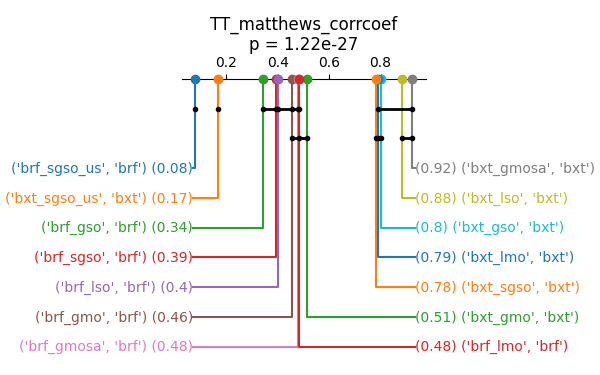 TT_matthews_corrcoef
p = 1.22e-27
0.2 0.4 0.6 0.8
('brf_sgso_us', 'brf') (0.08) (0.92) ('bxt_gmosa', 'bxt')
('bxt_sgso_us', 'bxt') (0.17) (0.88) ('bxt_lso', 'bxt')
('brf_gso', 'brf') (0.34) (0.8) ('bxt_gso', 'bxt')
('brf_sgso', 'brf') (0.39) (0.79) ('bxt_lmo', 'bxt')
('brf_lso', 'brf') (0.4) (0.78) ('bxt_sgso', 'bxt')
('brf_gmo', 'brf') (0.46) (0.51) ('bxt_gmo', 'bxt')
('brf_gmosa', 'brf') (0.48) (0.48) ('brf_lmo', 'brf')